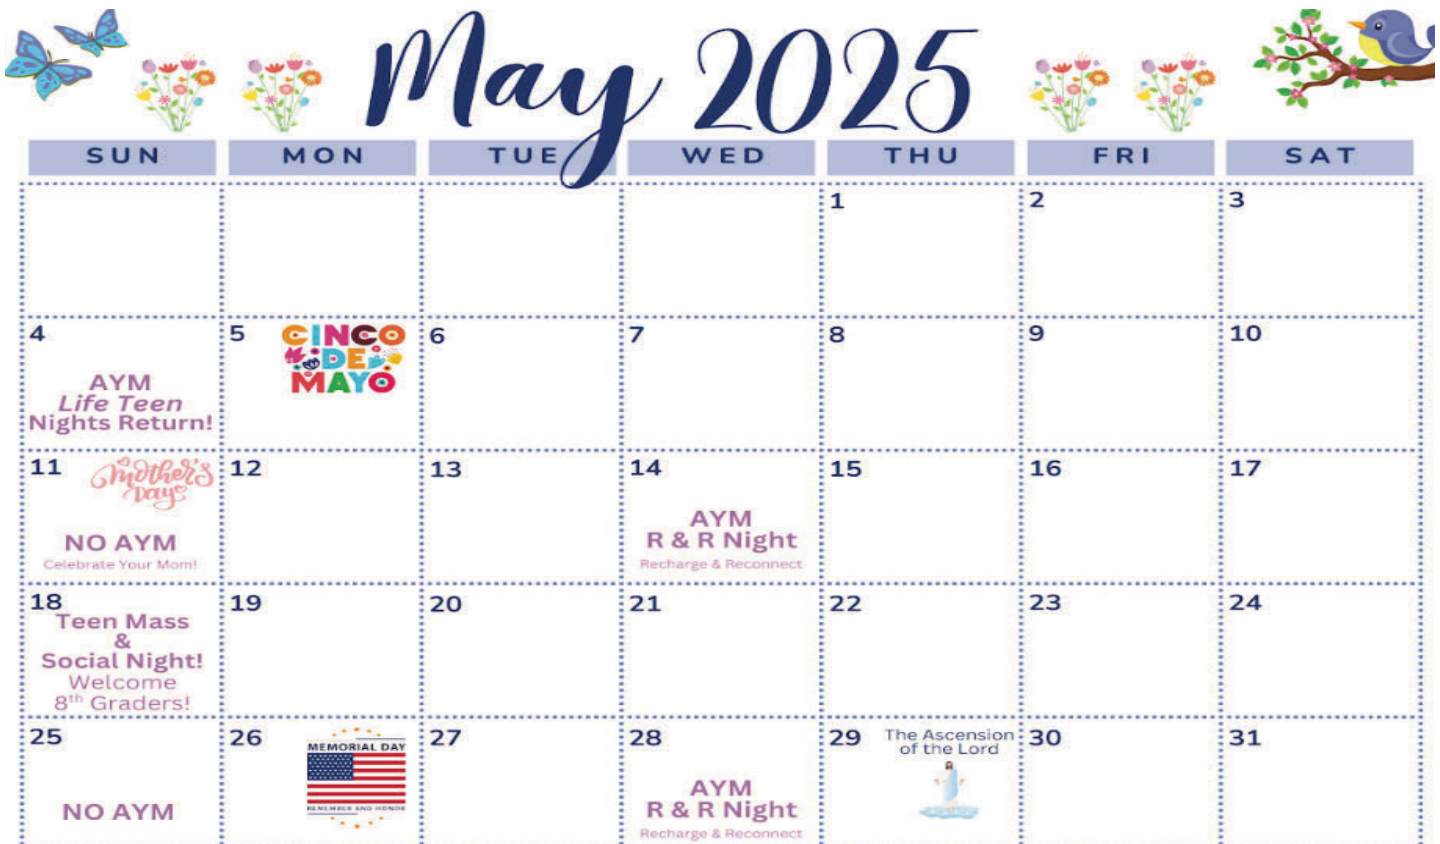 May 2025
SUN MON TUE WED THU FRI SAT
1 2 3
4
AYM
Life Teen
Nights Return!
5
CINCO
DE
MAYO
6 7 8 9 10
11
Mother's
Day
NO AYM
Celebrate Your Mom!
12 13
14
AYM
R & R Night
Recharge & Reconnect
15 16 17
18
Teen Mass
&
Social Night!
Welcome
8th Graders!
19 20 21 22 23 24
25
NO AYM
26
MEMORIAL DAY
REMEMBER AND HONOR
27
28
AYM
R & R Night
Recharge & Reconnect
29
The Ascension
of the Lord
30 31